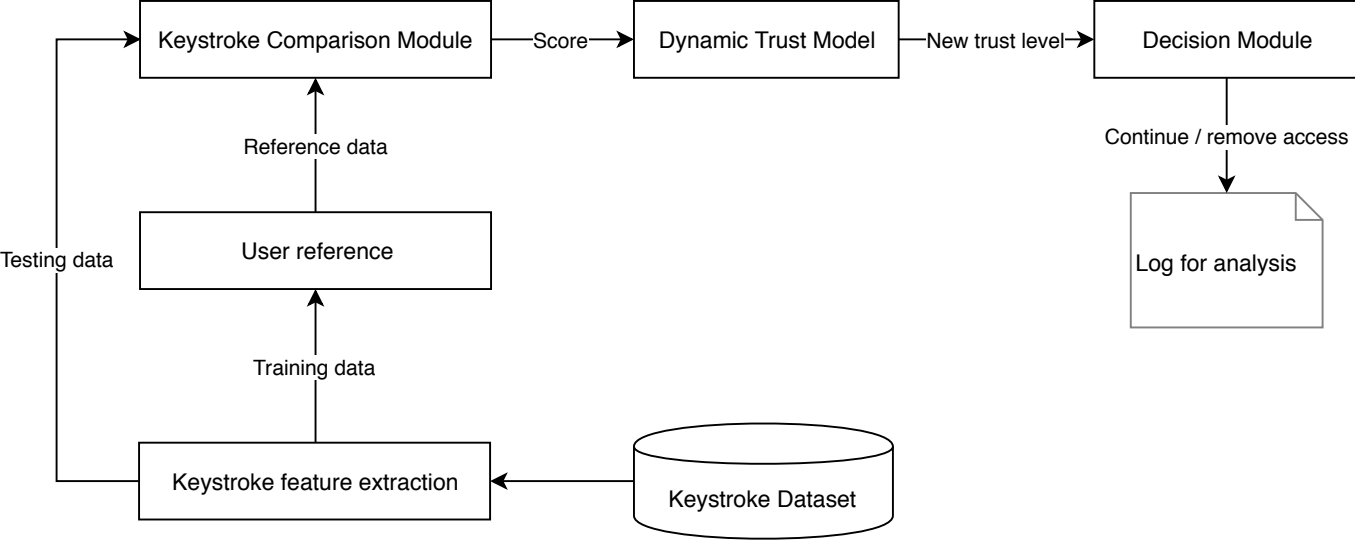 Keystroke Comparison Module
Score
Dynamic Trust Model
New trust level
Decision Module
Reference data
Continue / remove access
User reference
Testing data
Log for analysis
Training data
Keystroke feature extraction
Keystroke Dataset